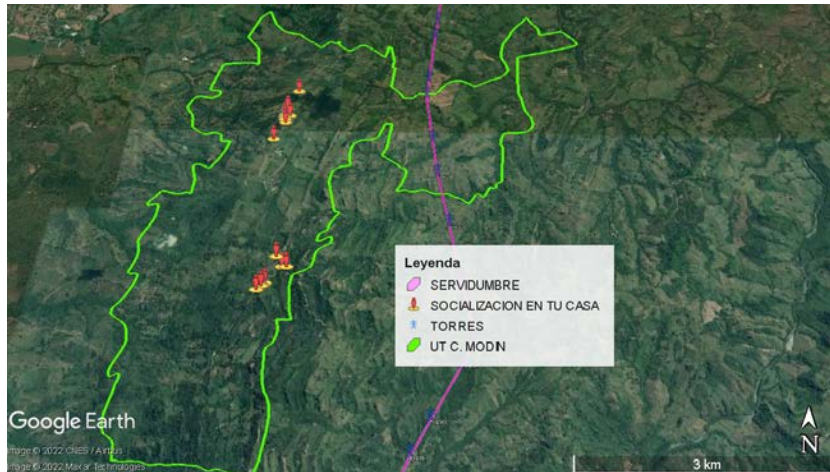 Leyenda
SERVIDUMBRE
SOCIALIZACION EN TU CASA
TORRES
UT C. MODIN
Google Earth
Image © 2022 CNES / Airbus
Image © 2022 Maxar Technologies
N
3 km